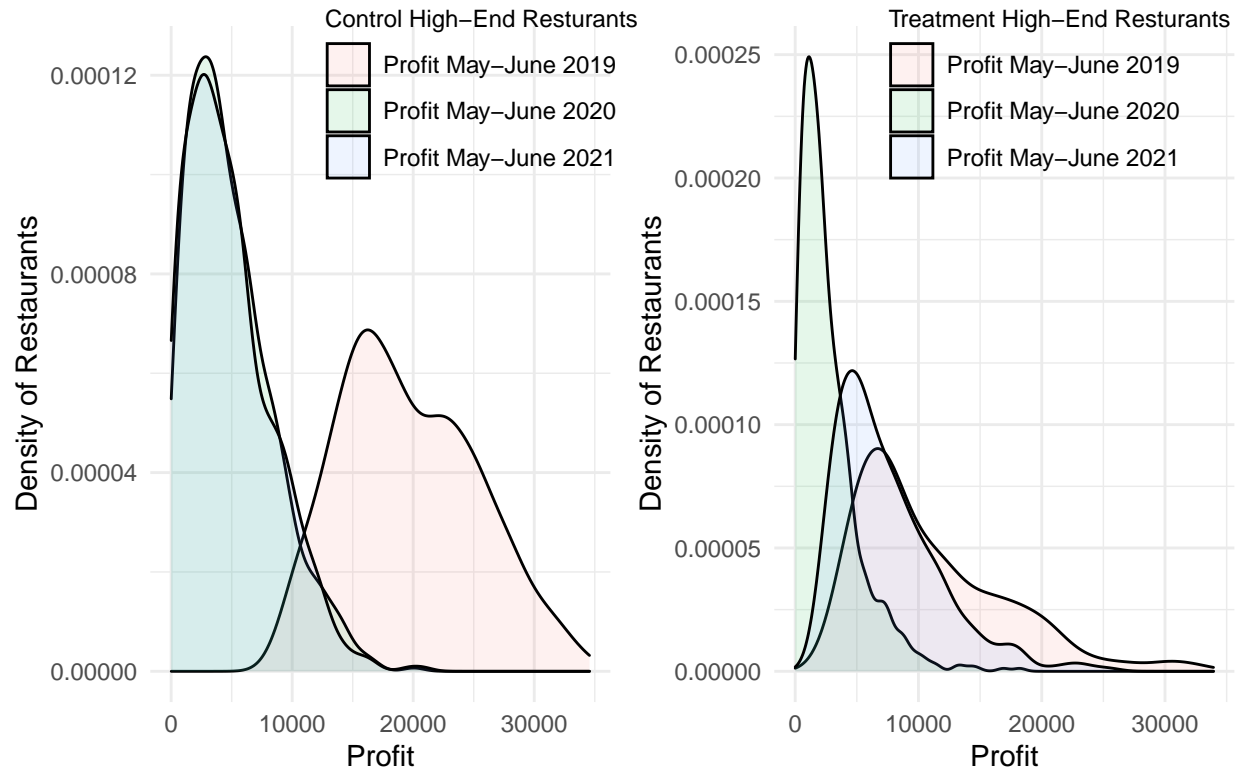 Control High−End Resturants
Profit May−June 2019
Profit May−June 2020
Profit May−June 2021
0.00012
0.00008
0.00004
0.00000
Density of Restaurants
0 10000 20000 30000
Profit
Treatment High−End Resturants
Profit May−June 2019
Profit May−June 2020
Profit May−June 2021
0.00025
0.00020
0.00015
0.00010
0.00005
0.00000
Density of Restaurants
0 10000 20000 30000
Profit